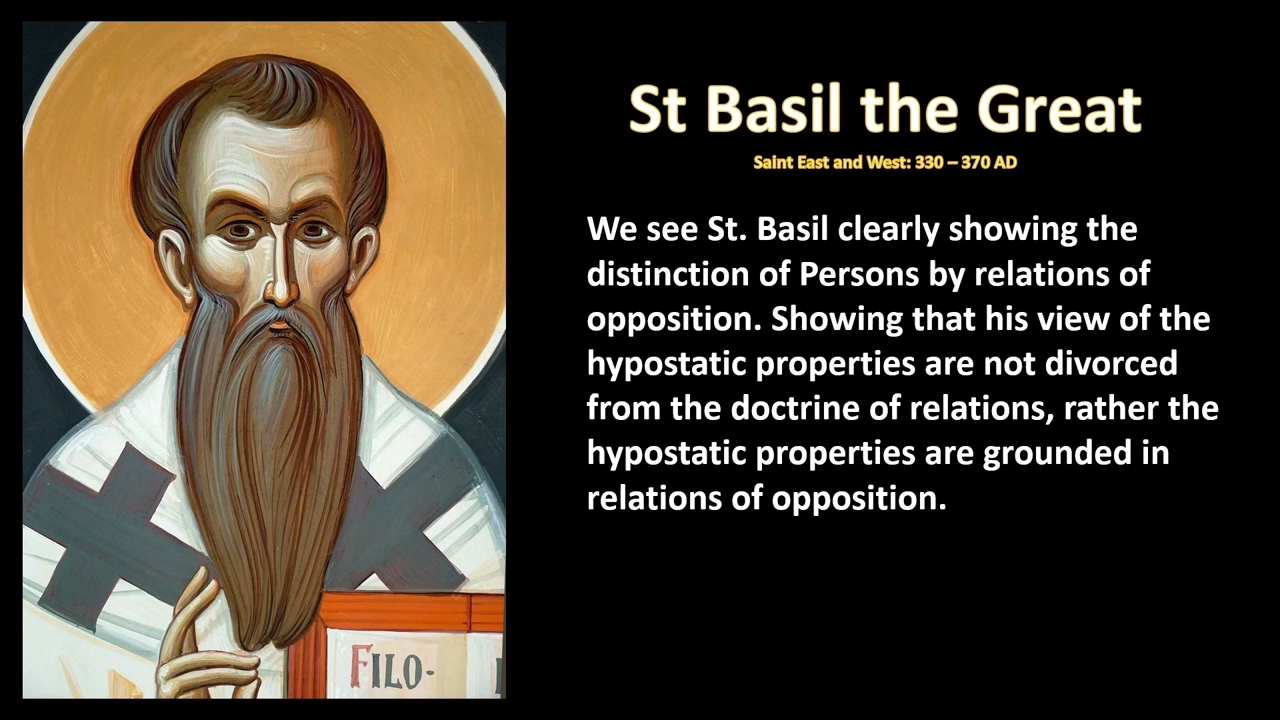 St Basil the Great
Saint East and West: 330 – 370 AD
We see St. Basil clearly showing the
distinction of Persons by relations of
opposition. Showing that his view of the
hypostatic properties are not divorced
from the doctrine of relations, rather the
hypostatic properties are grounded in
relations of opposition.
FILO-